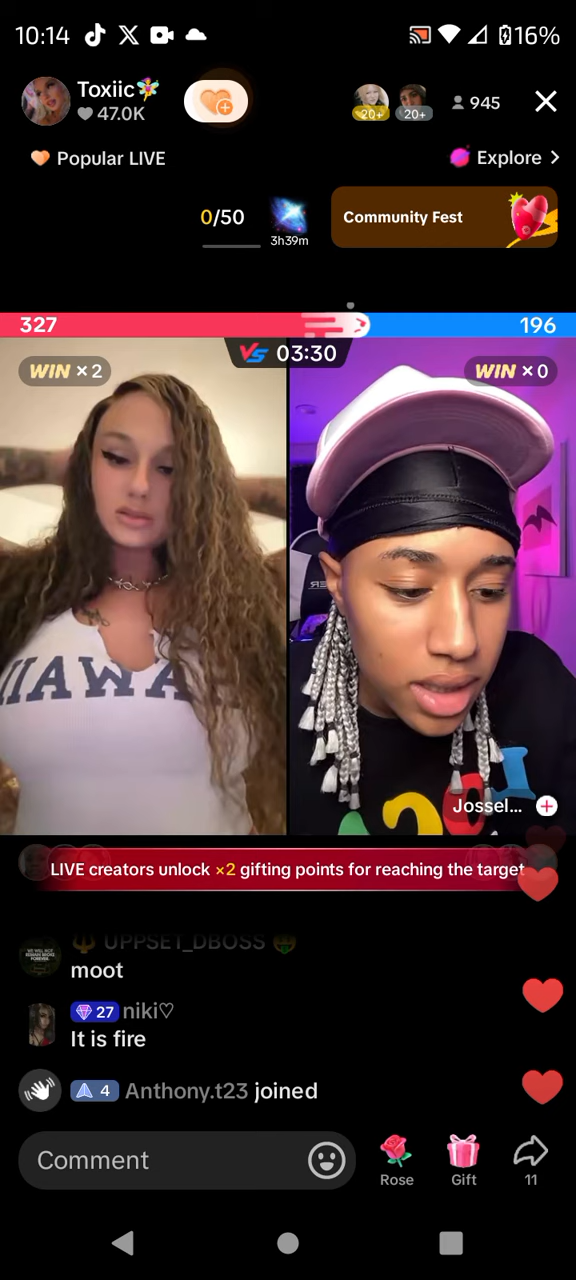 10:14
16%
Toxiic
47.0K
20+
20+
945
Popular LIVE
Explore
0/50
3h39m
Community Fest
327
196
VS 03:30
WIN × 2
WIN × 0
Jossel...
LIVE creators unlock ×2 gifting points for reaching the target
UPPSET_DBOSS
moot
27 niki♡
It is fire
4 Anthony.t23 joined
Comment
Rose
Gift
11